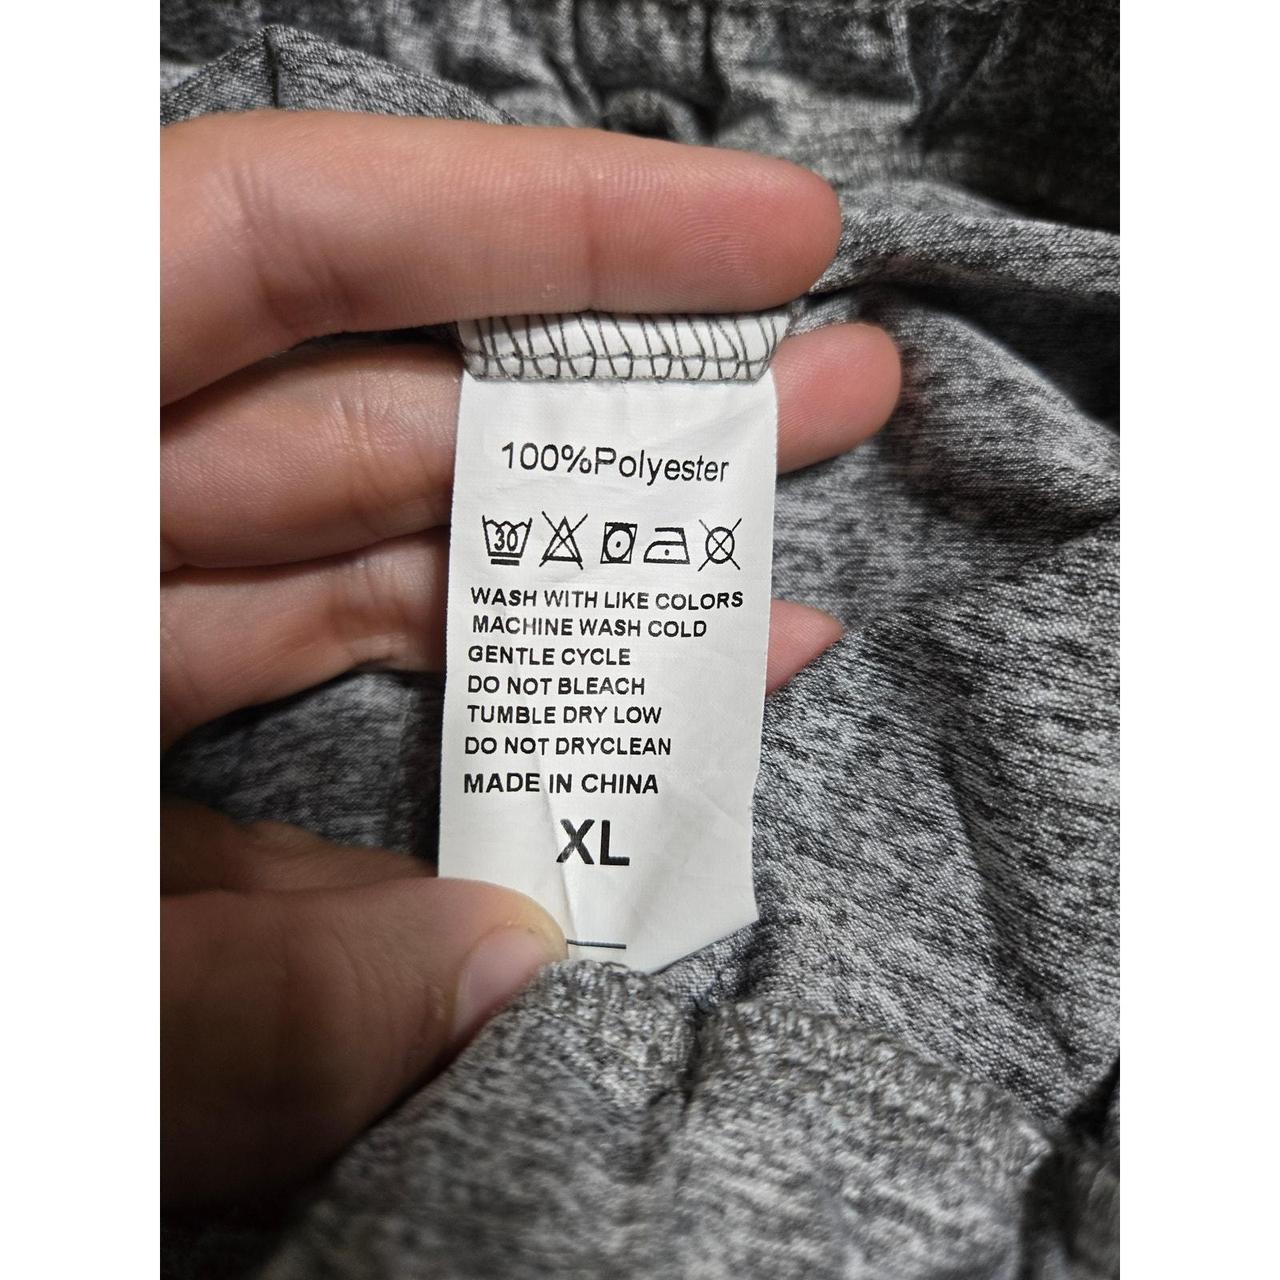 100%Polyester
30
WASH WITH LIKE COLORS
MACHINE WASH COLD
GENTLE CYCLE
DO NOT BLEACH
TUMBLE DRY LOW
DO NOT DRYCLEAN
MADE IN CHINA
XL